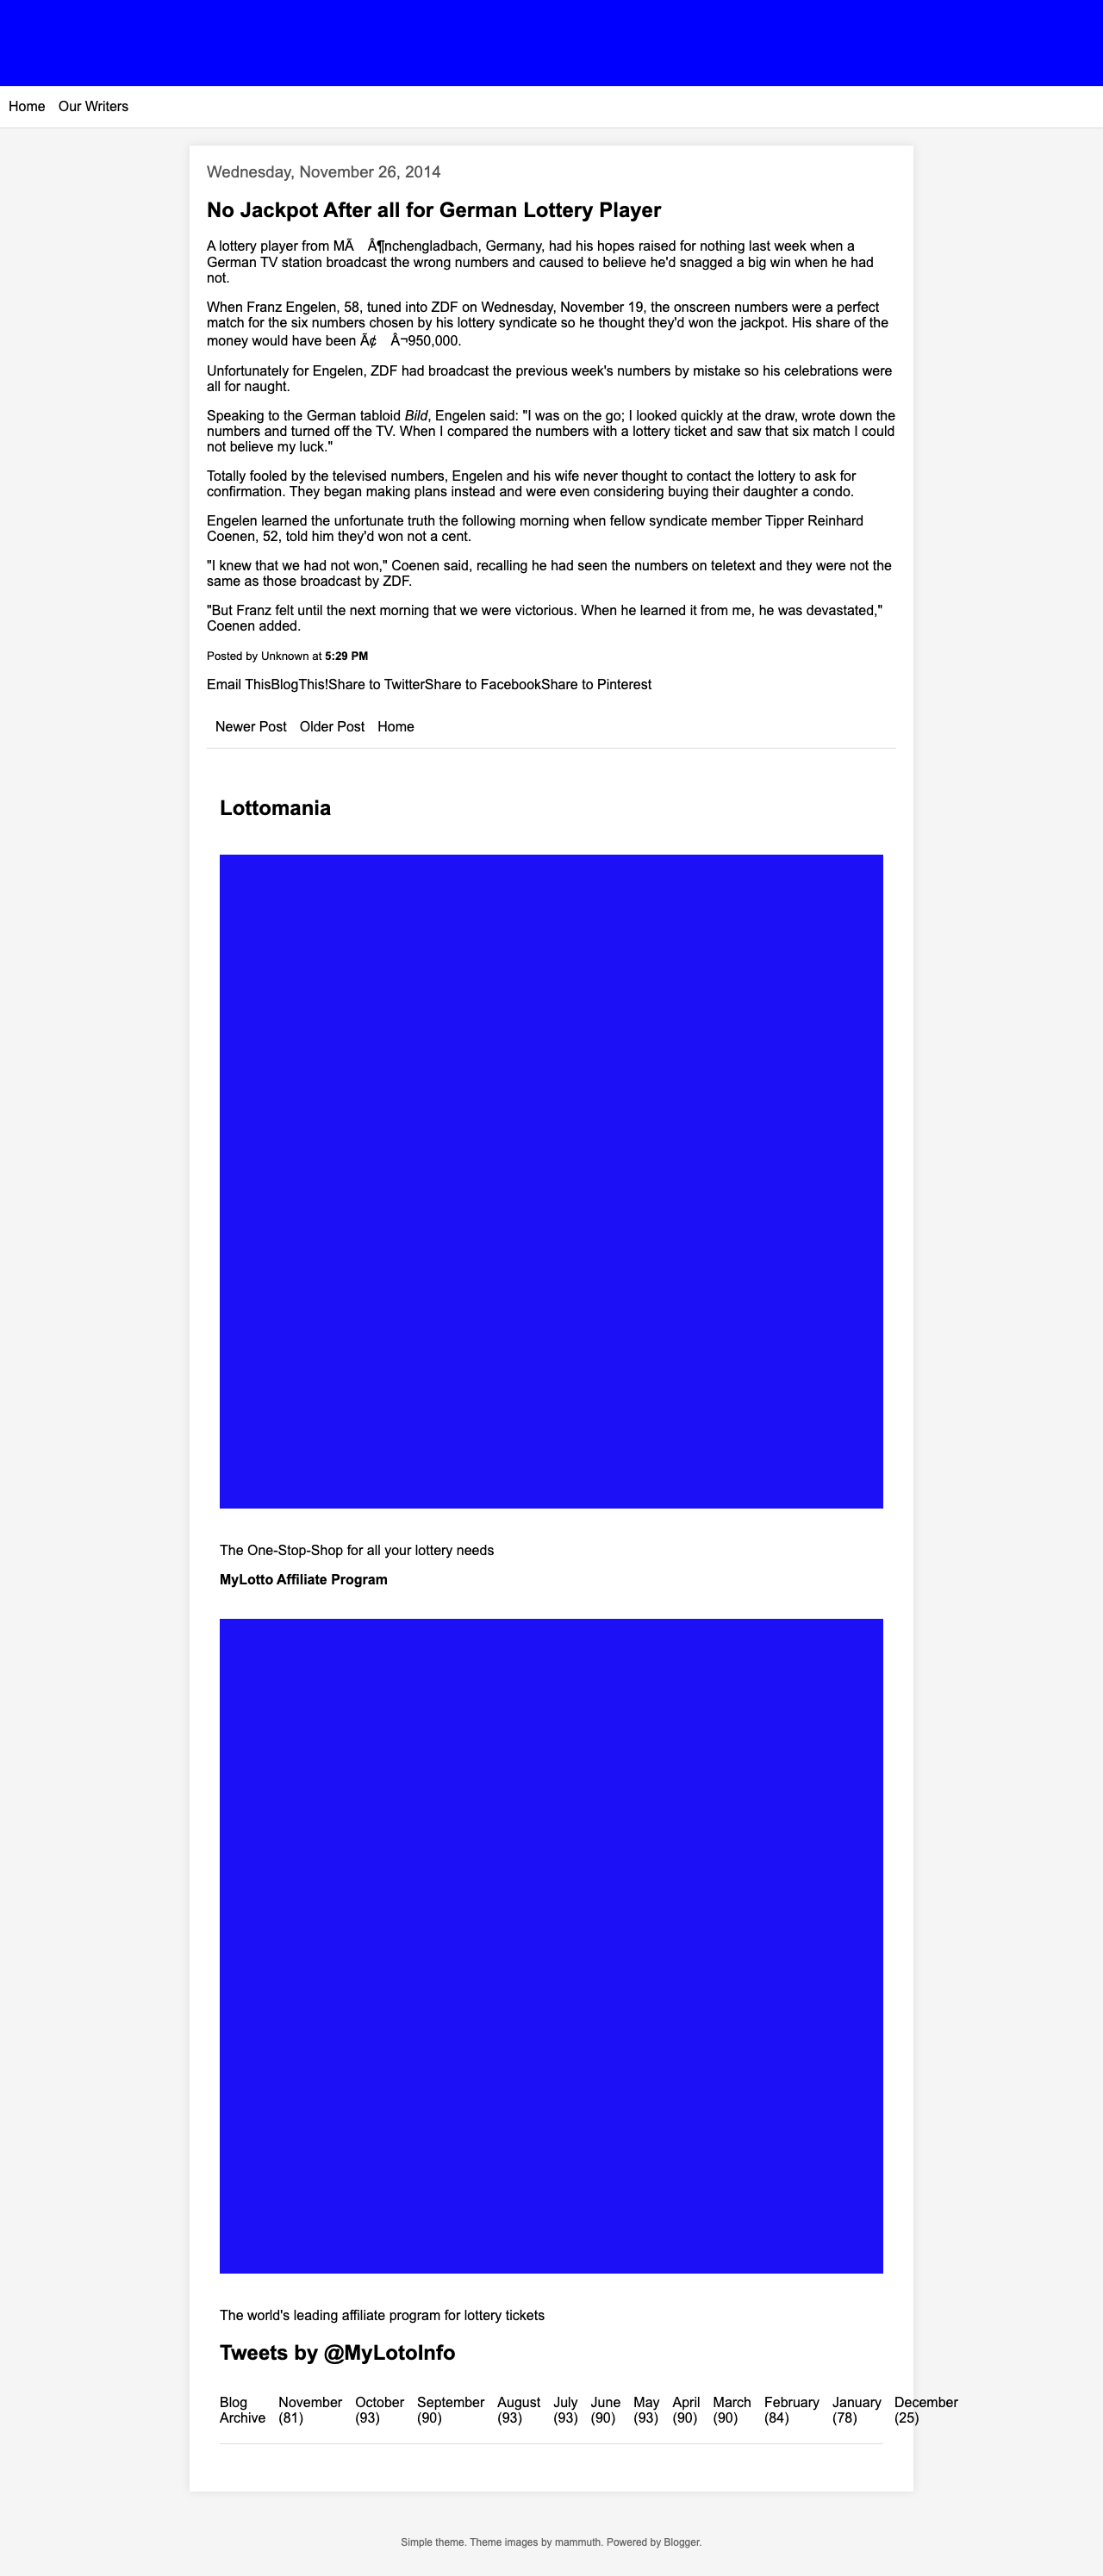 Home Our Writers
Wednesday, November 26, 2014
No Jackpot After all for German Lottery Player
A lottery player from MÃ Â¶nchengladbach, Germany, had his hopes raised for nothing last week when a
German TV station broadcast the wrong numbers and caused to believe he'd snagged a big win when he had
not.
When Franz Engelen, 58, tuned into ZDF on Wednesday, November 19, the onscreen numbers were a perfect
match for the six numbers chosen by his lottery syndicate so he thought they'd won the jackpot. His share of the
money would have been Ã¢ Â¬950,000.
Unfortunately for Engelen, ZDF had broadcast the previous week's numbers by mistake so his celebrations were
all for naught.
Speaking to the German tabloid Bild, Engelen said: "I was on the go; I looked quickly at the draw, wrote down the
numbers and turned off the TV. When I compared the numbers with a lottery ticket and saw that six match I could
not believe my luck."
Totally fooled by the televised numbers, Engelen and his wife never thought to contact the lottery to ask for
confirmation. They began making plans instead and were even considering buying their daughter a condo.
Engelen learned the unfortunate truth the following morning when fellow syndicate member Tipper Reinhard
Coenen, 52, told him they'd won not a cent.
"I knew that we had not won," Coenen said, recalling he had seen the numbers on teletext and they were not the
same as those broadcast by ZDF.
"But Franz felt until the next morning that we were victorious. When he learned it from me, he was devastated,"
Coenen added.
Posted by Unknown at 5:29 PM
Email ThisBlogThis!Share to TwitterShare to FacebookShare to Pinterest
Newer Post Older Post Home
Lottomania
The One-Stop-Shop for all your lottery needs
MyLotto Affiliate Program
The world's leading affiliate program for lottery tickets
Tweets by @MyLotoInfo
Blog November October September August July June May April March February January December
Archive (81) (93) (90) (93) (93) (90) (93) (90) (90) (84) (78) (25)
Simple theme. Theme images by mammuth. Powered by Blogger.